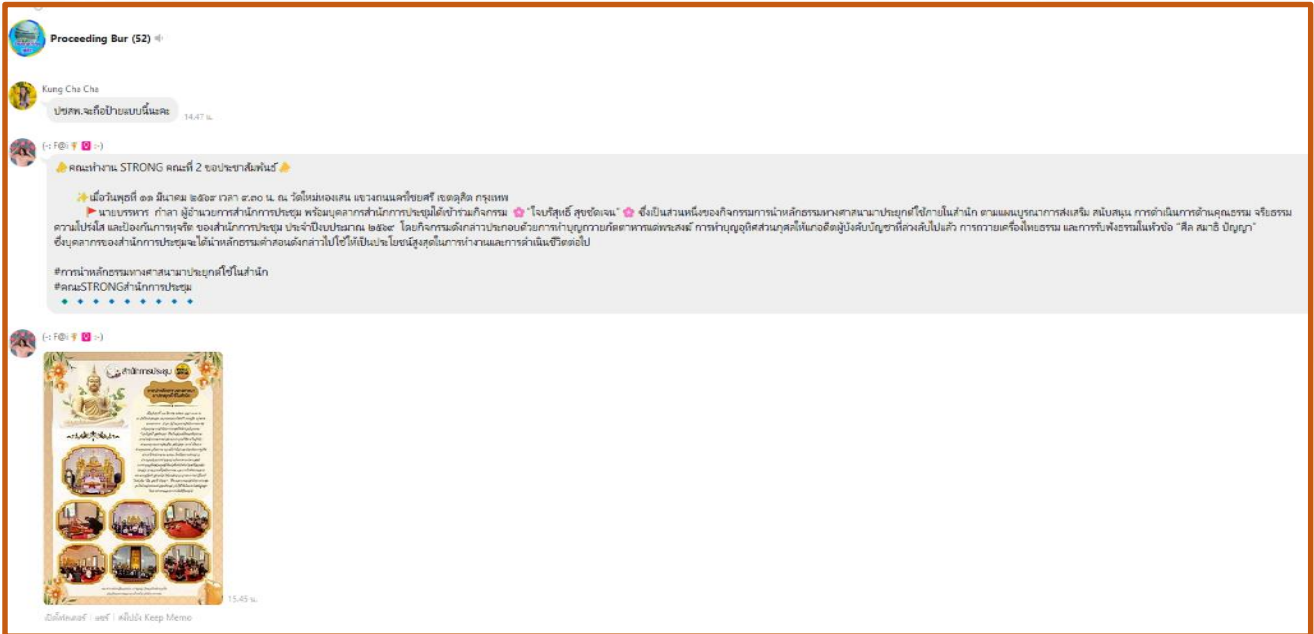 Proceeding Bur (52)
Kung Cha Cha
ปชสพ.จะถือป้ายแบบนี้นะคะ
14.47 น.
(-: F@i :-)
คณะทำงาน STRONG คณะที่ 2 ขอประชาสัมพันธ์
เมื่อวันพุธที่ ๑๑ มีนาคม ๒๕๖๙ เวลา ๙.๓๐ น. ณ วัดใหม่ทองเสน แขวงถนนนครไชยศรี เขตดุสิต กรุงเทพ
นายบรรหาร กำลา ผู้อำนวยการสำนักการประชุม พร้อมบุคลากรสำนักการประชุมได้เข้าร่วมกิจกรรม "ใจบริสุทธิ์ สุขชัดเจน" ซึ่งเป็นส่วนหนึ่งของกิจกรรมการนำหลักธรรมทางศาสนามาประยุกต์ใช้ภายในสำนัก ตามแผนบูรณาการส่งเสริม สนับสนุน การดำเนินการด้านคุณธรรม จริยธรรม
ความโปร่งใส และป้องกันการทุจริต ของสำนักการประชุม ประจำปีงบประมาณ ๒๕๖๙ โดยกิจกรรมดังกล่าวประกอบด้วยการทำบุญถวายภัตตาหารแด่พระสงฆ์ การทำบุญอุทิศส่วนกุศลให้แก่อดีตผู้บังคับบัญชาที่ล่วงลับไปแล้ว การถวายเครื่องไทยธรรม และการรับฟังธรรมในหัวข้อ "ศีล สมาธิ ปัญญา"
ซึ่งบุคลากรของสำนักการประชุมจะได้นำหลักธรรมคำสอนดังกล่าวไปใช้ให้เป็นประโยชน์สูงสุดในการทำงานและการดำเนินชีวิตต่อไป
#การนำหลักธรรมทางศาสนามาประยุกต์ใช้ในสำนัก
#คณะSTRONGสำนักการประชุม
(-: F@i :-)
สำนักการประชุม
15.45 น.
เปิดโฟลเดอร์ | แชร์ | ส่งไปยัง Keep Memo